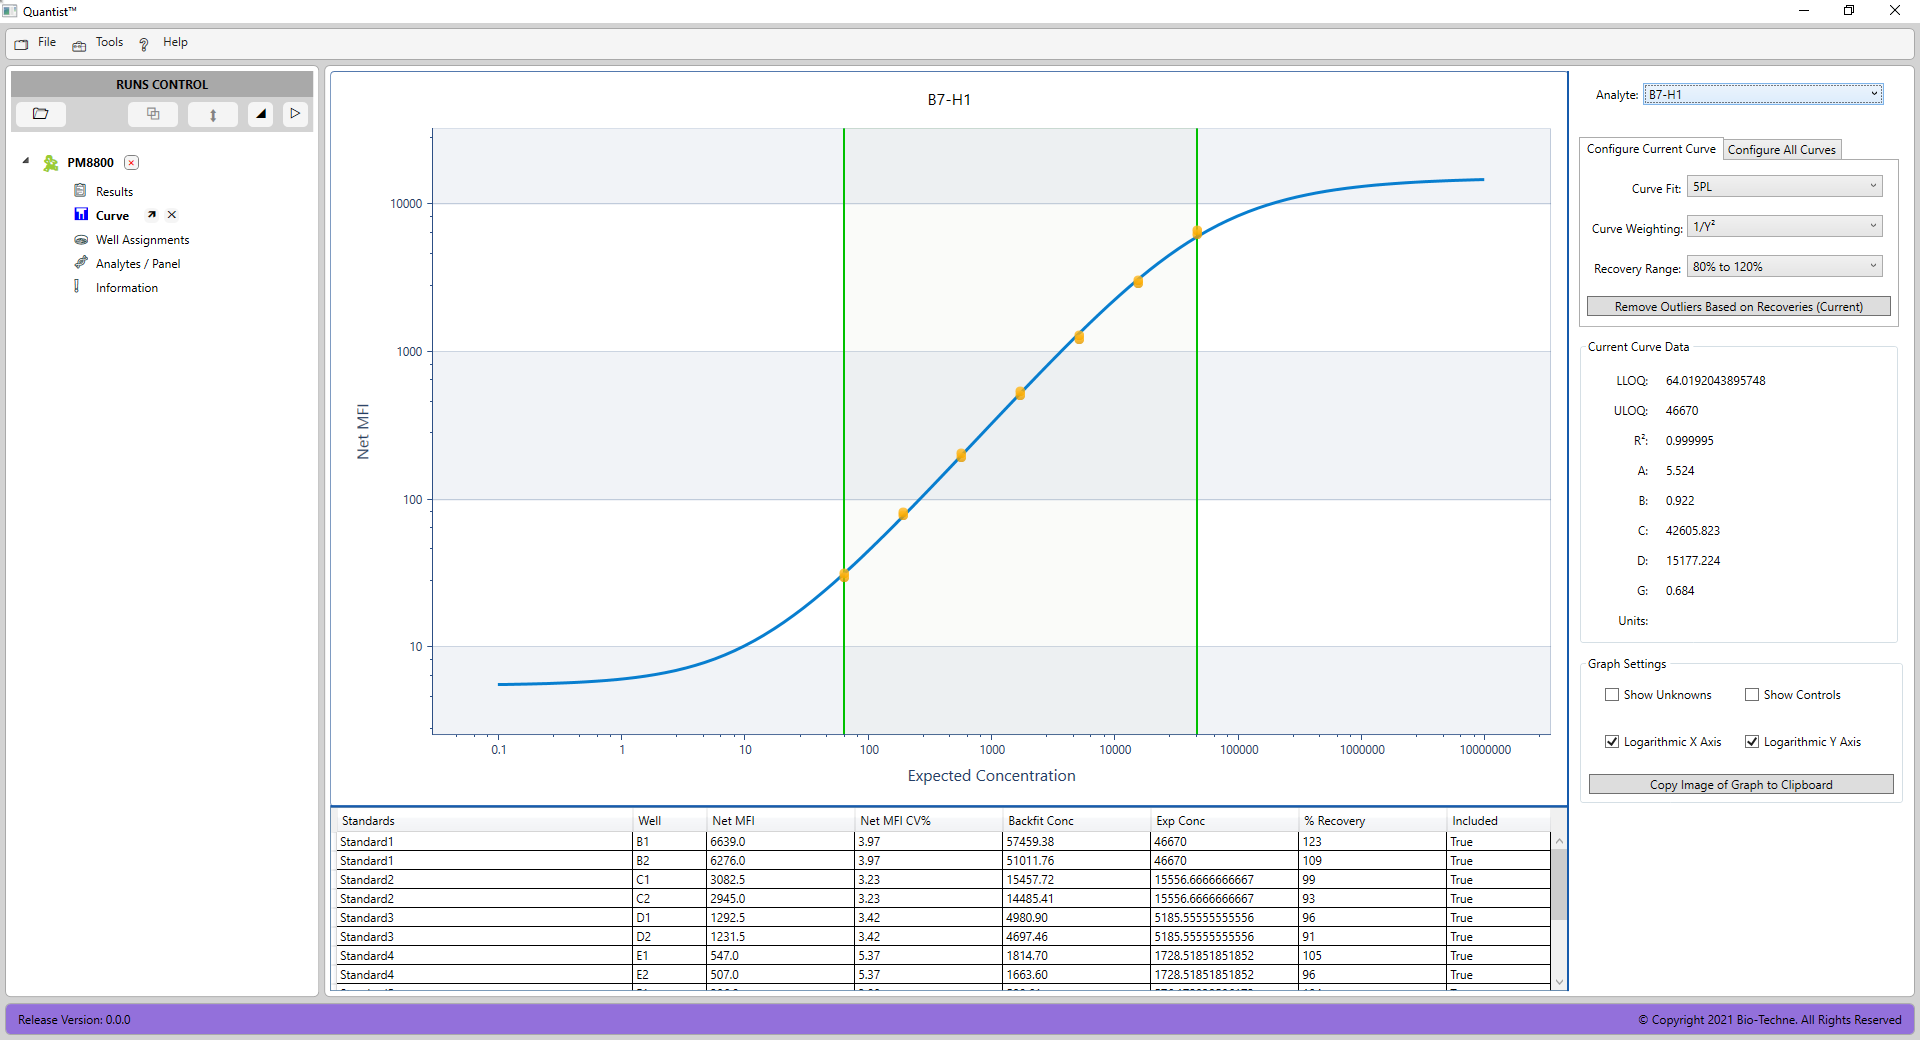 Quantist™
File Tools Help
RUNS CONTROL
PM8800
Results
Curve
Well Assignments
Analytes / Panel
Information
B7-H1
Net MFI
10000
1000
100
10
0.1 1 10 100 1000 10000 100000 1000000 10000000
Expected Concentration
Standards Well Net MFI Net MFI CV% Backfit Conc Exp Conc % Recovery Included
Standard1 B1 6639.0 3.97 57459.38 46670 123 True
Standard1 B2 6276.0 3.97 51011.76 46670 109 True
Standard2 C1 3082.5 3.23 15457.72 15556.6666666667 99 True
Standard2 C2 2945.0 3.23 14485.41 15556.6666666667 93 True
Standard3 D1 1292.5 3.42 4980.90 5185.55555555556 96 True
Standard3 D2 1231.5 3.42 4697.46 5185.55555555556 91 True
Standard4 E1 547.0 5.37 1814.70 1728.51851851852 105 True
Standard4 E2 507.0 5.37 1663.60 1728.51851851852 96 True
Analyte: B7-H1
Configure Current Curve Configure All Curves
Curve Fit: 5PL
Curve Weighting: 1/Y²
Recovery Range: 80% to 120%
Remove Outliers Based on Recoveries (Current)
Current Curve Data
LLOQ: 64.0192043895748
ULOQ: 46670
R²: 0.999995
A: 5.524
B: 0.922
C: 42605.823
D: 15177.224
G: 0.684
Units:
Graph Settings
Show Unknowns Show Controls
Logarithmic X Axis Logarithmic Y Axis
Copy Image of Graph to Clipboard
Release Version: 0.0.0
© Copyright 2021 Bio-Techne. All Rights Reserved